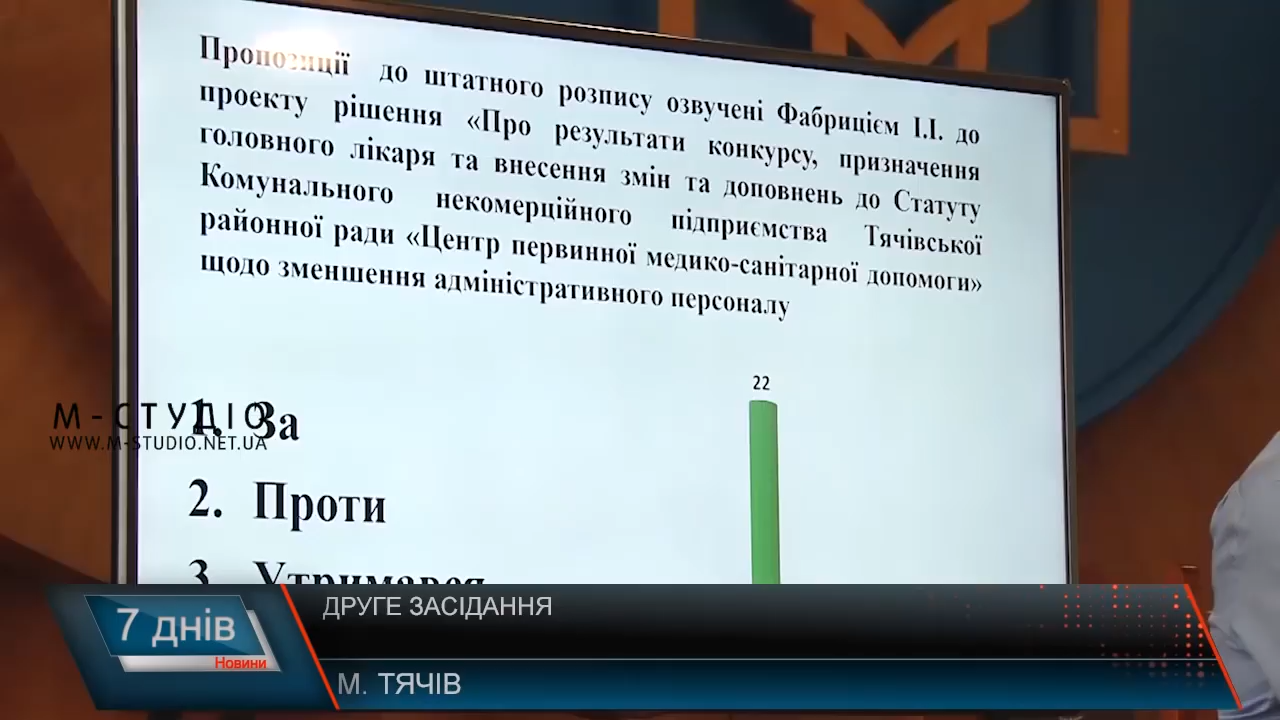 Пропозиції до штатного розпису озвучені Фабрицієм І.І. до
проекту рішення «Про результати конкурсу, призначення
головного лікаря та внесення змін та доповнень до Статуту
Комунального некомерційного підприємства Тячівської
районної ради «Центр первинної медико-санітарної допомоги»
щодо зменшення адміністративного персоналу
22
1. За
М-СТУДІО
WWW.M-STUDIO.NET.UA
2. Проти
3. Утримався
7 днів
Новини
ДРУГЕ ЗАСІДАННЯ
М. ТЯЧІВ